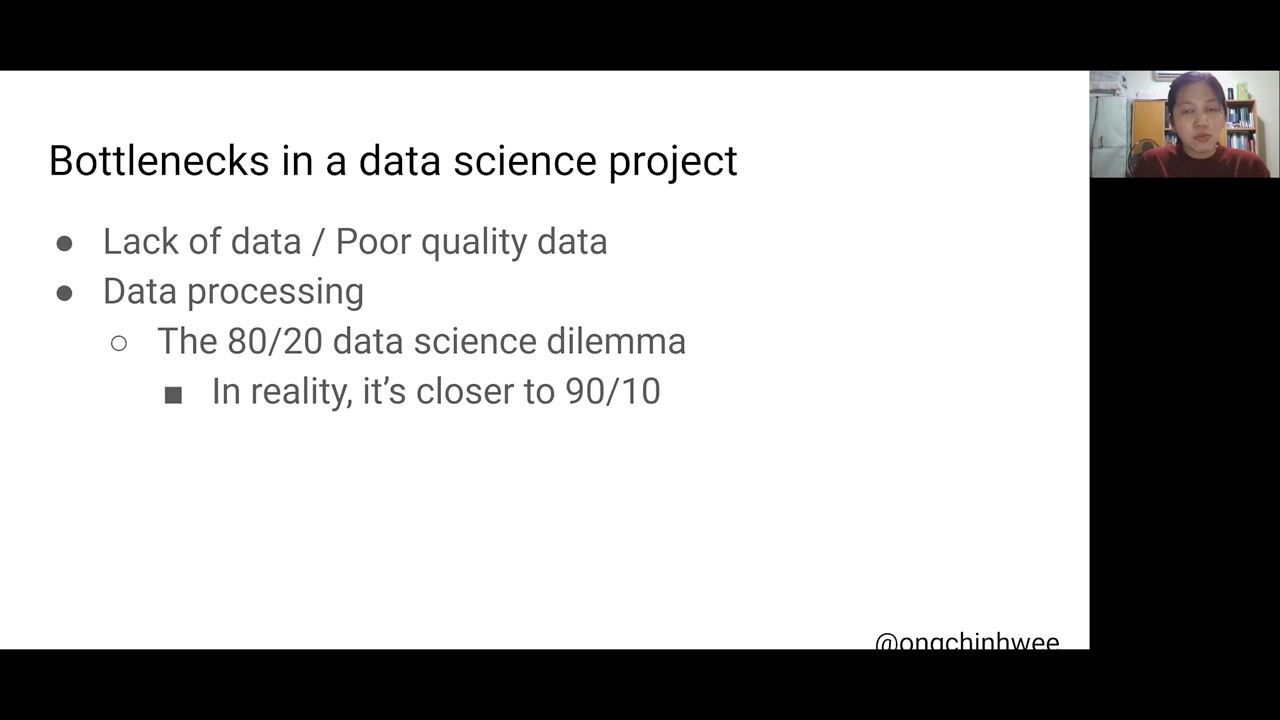 Bottlenecks in a data science project
● Lack of data / Poor quality data
● Data processing
○ The 80/20 data science dilemma
■ In reality, it’s closer to 90/10
@ongchinhwee